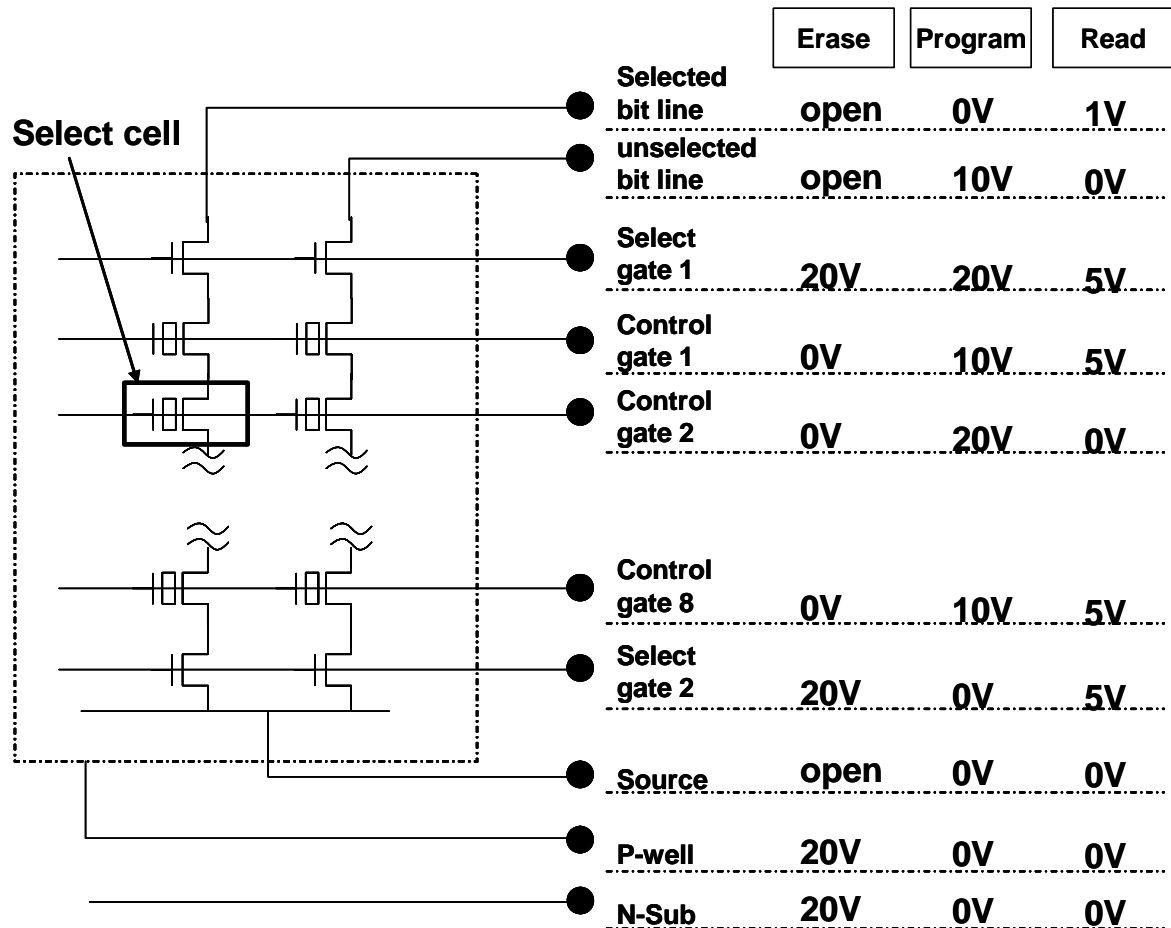 Erase Program Read
Selected
bit line open 0V 1V
Select cell
unselected
bit line open 10V 0V
Select
gate 1 20V 20V 5V
Control
gate 1 0V 10V 5V
Control
gate 2 0V 20V 0V
Control
gate 8 0V 10V 5V
Select
gate 2 20V 0V 5V
Source open 0V 0V
P-well 20V 0V 0V
N-Sub 20V 0V 0V